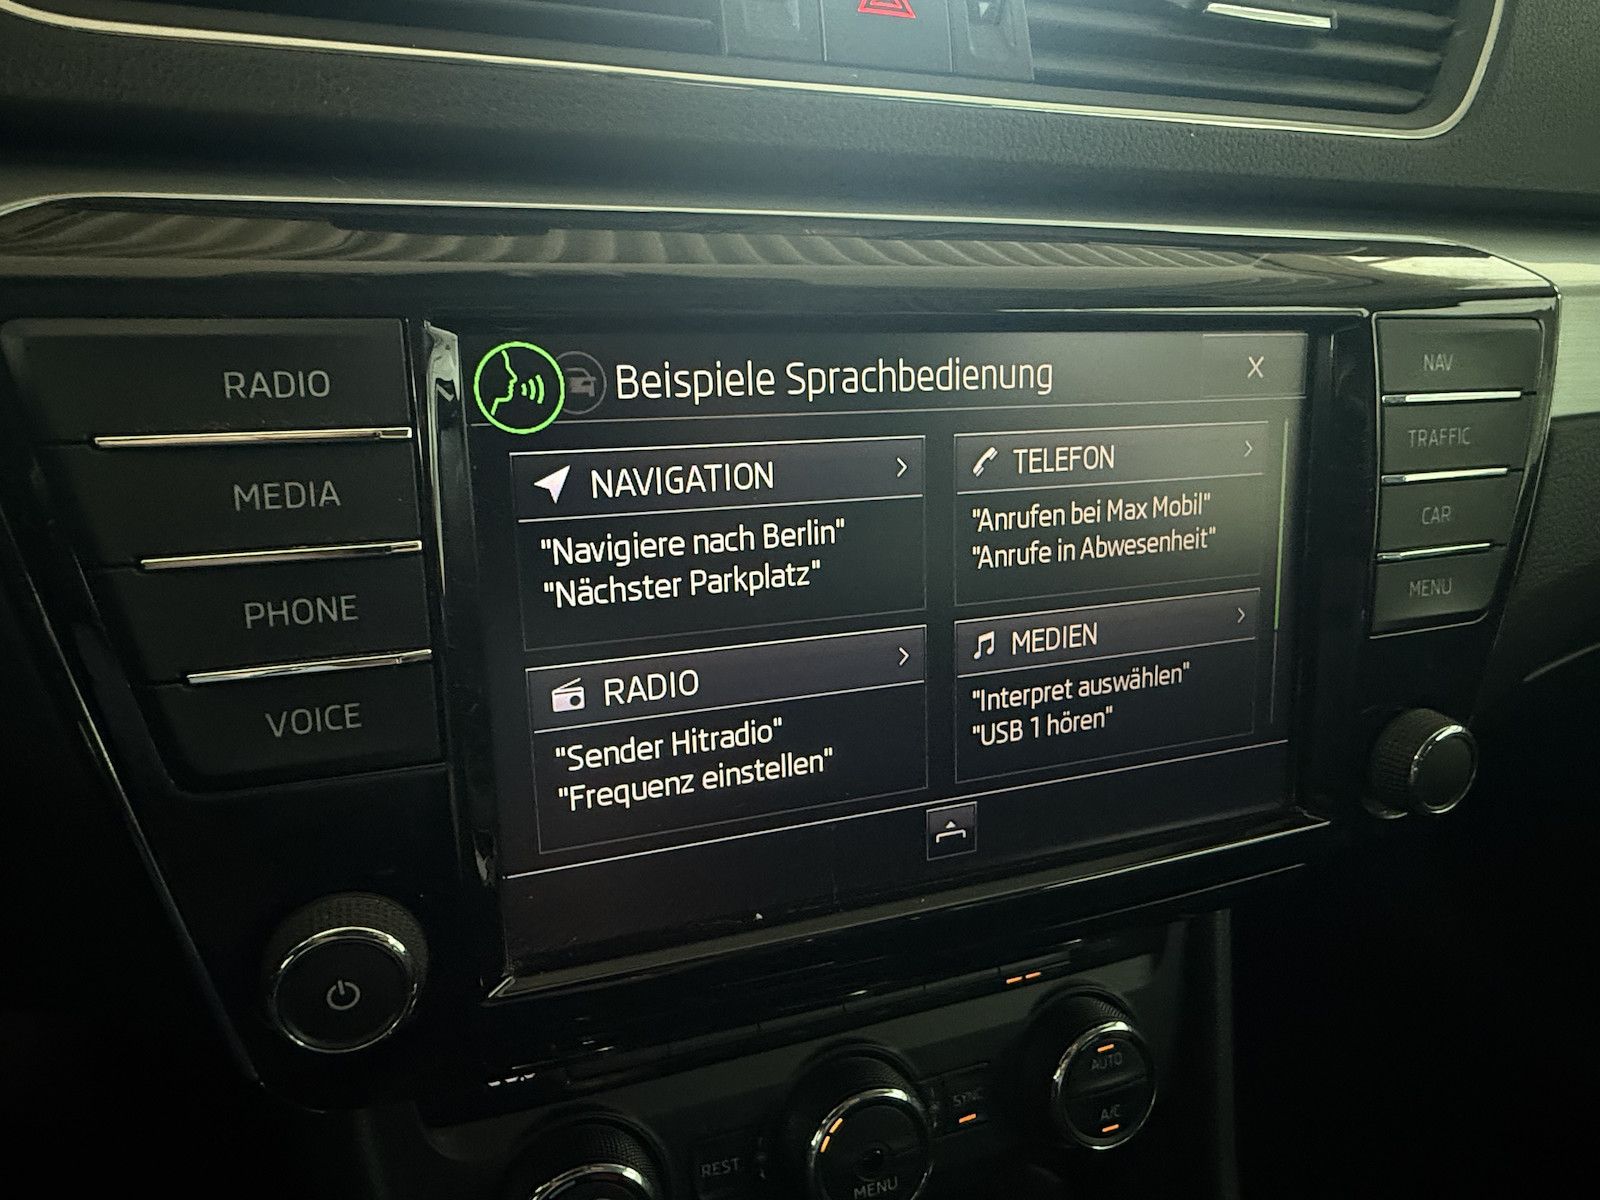 RADIO
MEDIA
PHONE
VOICE
Beispiele Sprachbedienung
X
NAVIGATION
"Navigiere nach Berlin"
"Nächster Parkplatz"
TELEFON
"Anrufen bei Max Mobil"
"Anrufe in Abwesenheit"
RADIO
"Sender Hitradio"
"Frequenz einstellen"
MEDIEN
"Interpret auswählen"
"USB 1 hören"
NAV
TRAFFIC
CAR
MENU
REST
MENU
SYNC
AUTO
A/C